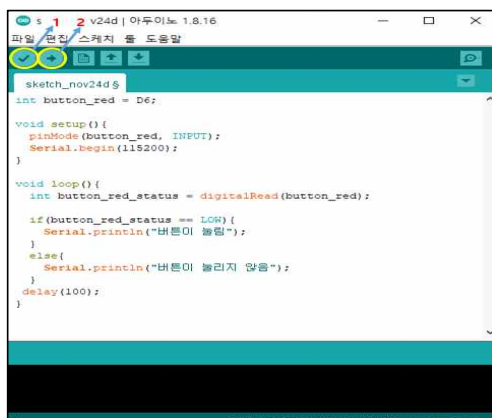 s 1 2 v24d | 아두이노 1.8.16
파일 편집 스케치 툴 도움말
sketch_nov24d §
int button_red = D6;
void setup(){
pinMode(button_red, INPUT);
Serial.begin(115200);
}
void loop(){
int button_red_status = digitalRead(button_red);
if(button_red_status == LOW){
Serial.println("버튼이 눌림");
}
else{
Serial.println("버튼이 눌리지 않음");
}
delay(100);
}